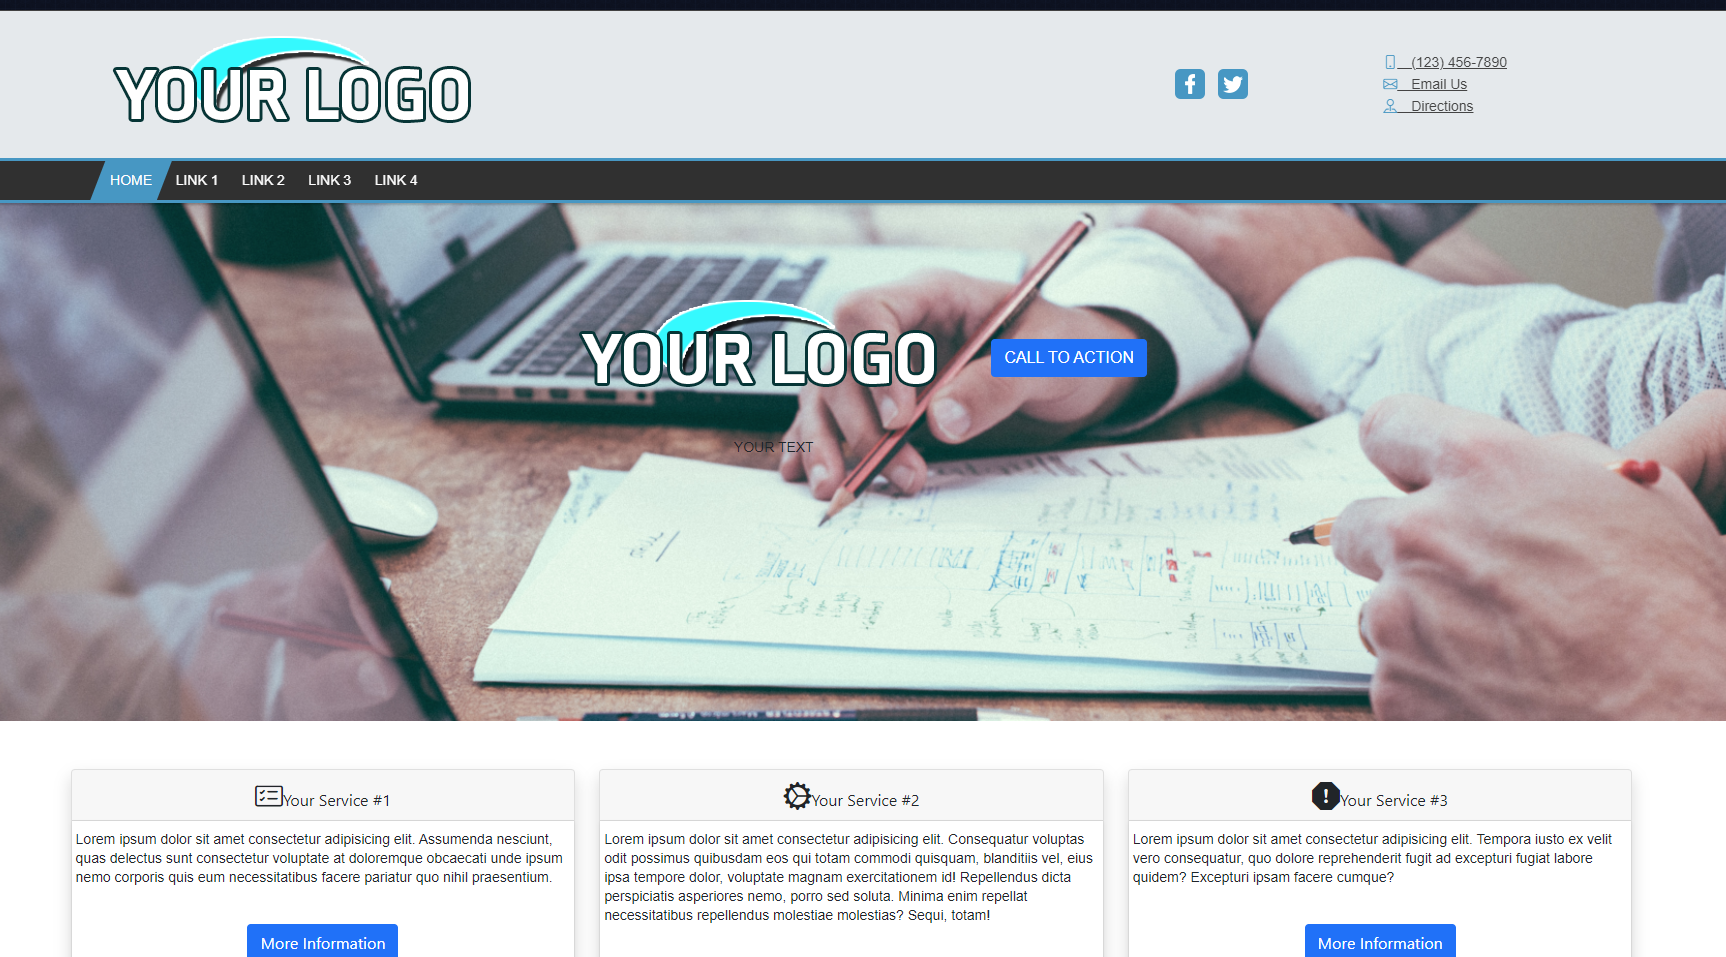 YOUR LOGO
(123) 456-7890
Email Us
Directions
HOME LINK 1 LINK 2 LINK 3 LINK 4
YOUR LOGO
CALL TO ACTION
YOUR TEXT
Your Service #1
Lorem ipsum dolor sit amet consectetur adipisicing elit. Assumenda nesciunt,
quas delectus sunt consectetur voluptate at doloremque obcaecati unde ipsum
nemo corporis quis eum necessitatibus facere pariatur quo nihil praesentium.
More Information
Your Service #2
Lorem ipsum dolor sit amet consectetur adipisicing elit. Consequatur voluptas
odit possimus quibusdam eos qui totam commodi quisquam, blanditiis vel, eius
ipsa tempore dolor, voluptate magnam exercitationem id! Repellendus dicta
perspiciatis asperiores nemo, porro sed soluta. Minima enim repellat
necessitatibus repellendus molestiae molestias? Sequi, totam!
Your Service #3
Lorem ipsum dolor sit amet consectetur adipisicing elit. Tempora iusto ex velit
vero consequatur, quo dolore reprehenderit fugit ad excepturi fugiat labore
quidem? Excepturi ipsam facere cumque?
More Information